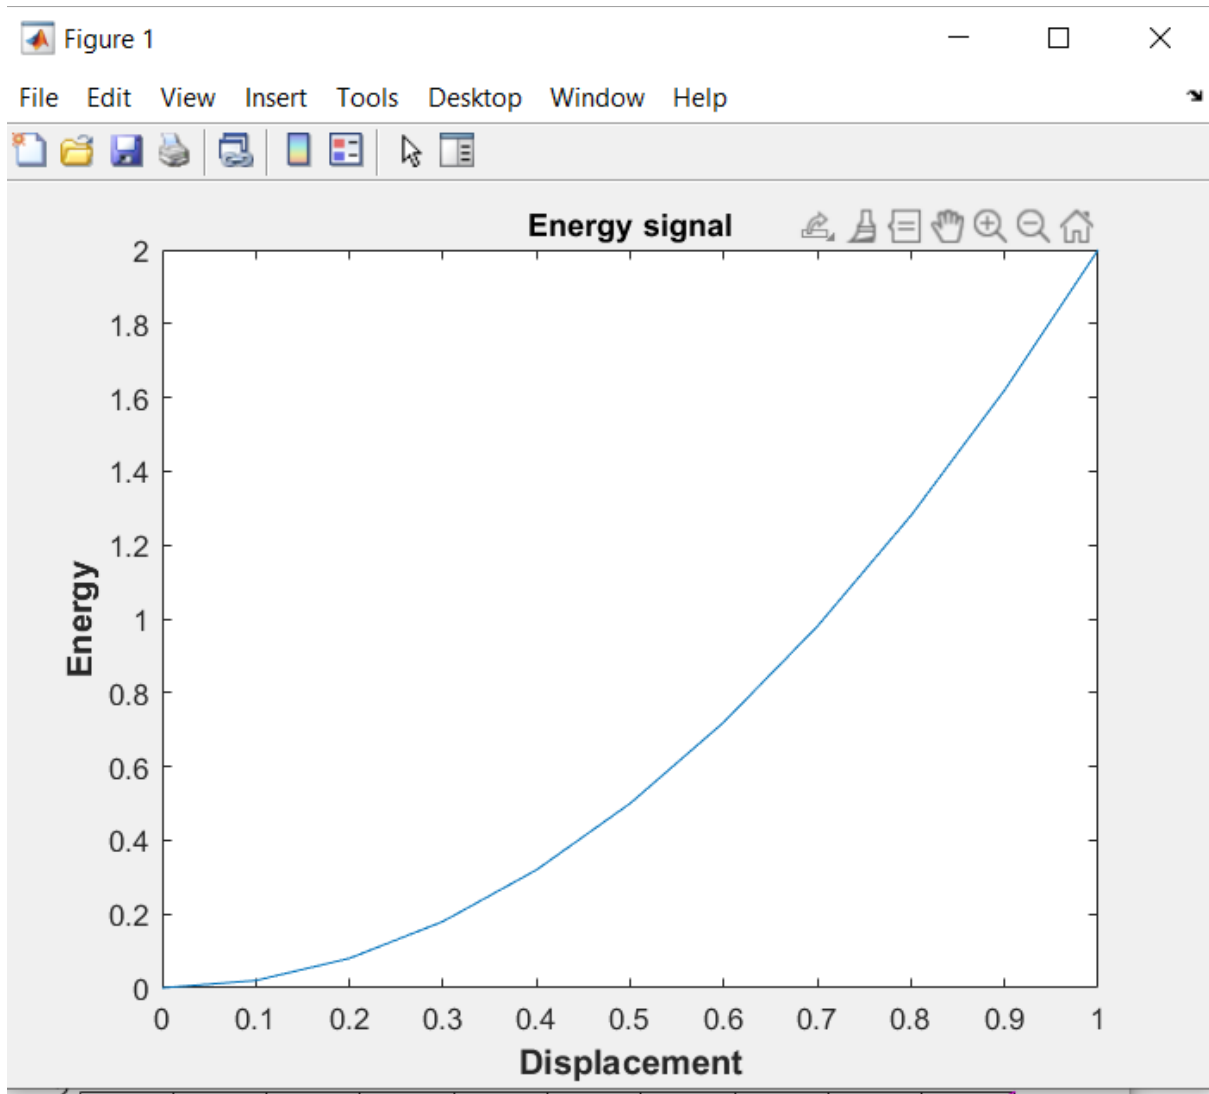 Figure 1
File Edit View Insert Tools Desktop Window Help
Energy signal
2
1.8
1.6
1.4
1.2
1
0.8
0.6
0.4
0.2
0
Energy
0 0.1 0.2 0.3 0.4 0.5 0.6 0.7 0.8 0.9 1
Displacement